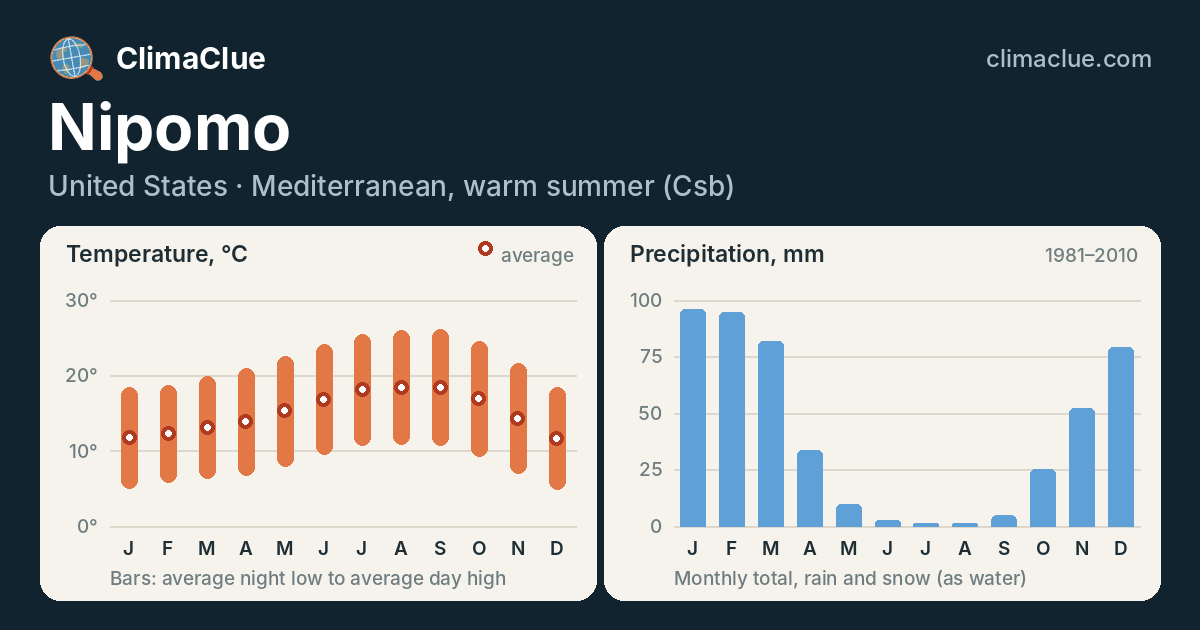 ClimaClue
climaclue.com
Nipomo
United States · Mediterranean, warm summer (Csb)
Temperature, °C
average
30°
20°
10°
0°
J F M A M J J A S O N D
Bars: average night low to average day high
Precipitation, mm
1981–2010
100
75
50
25
0
J F M A M J J A S O N D
Monthly total, rain and snow (as water)